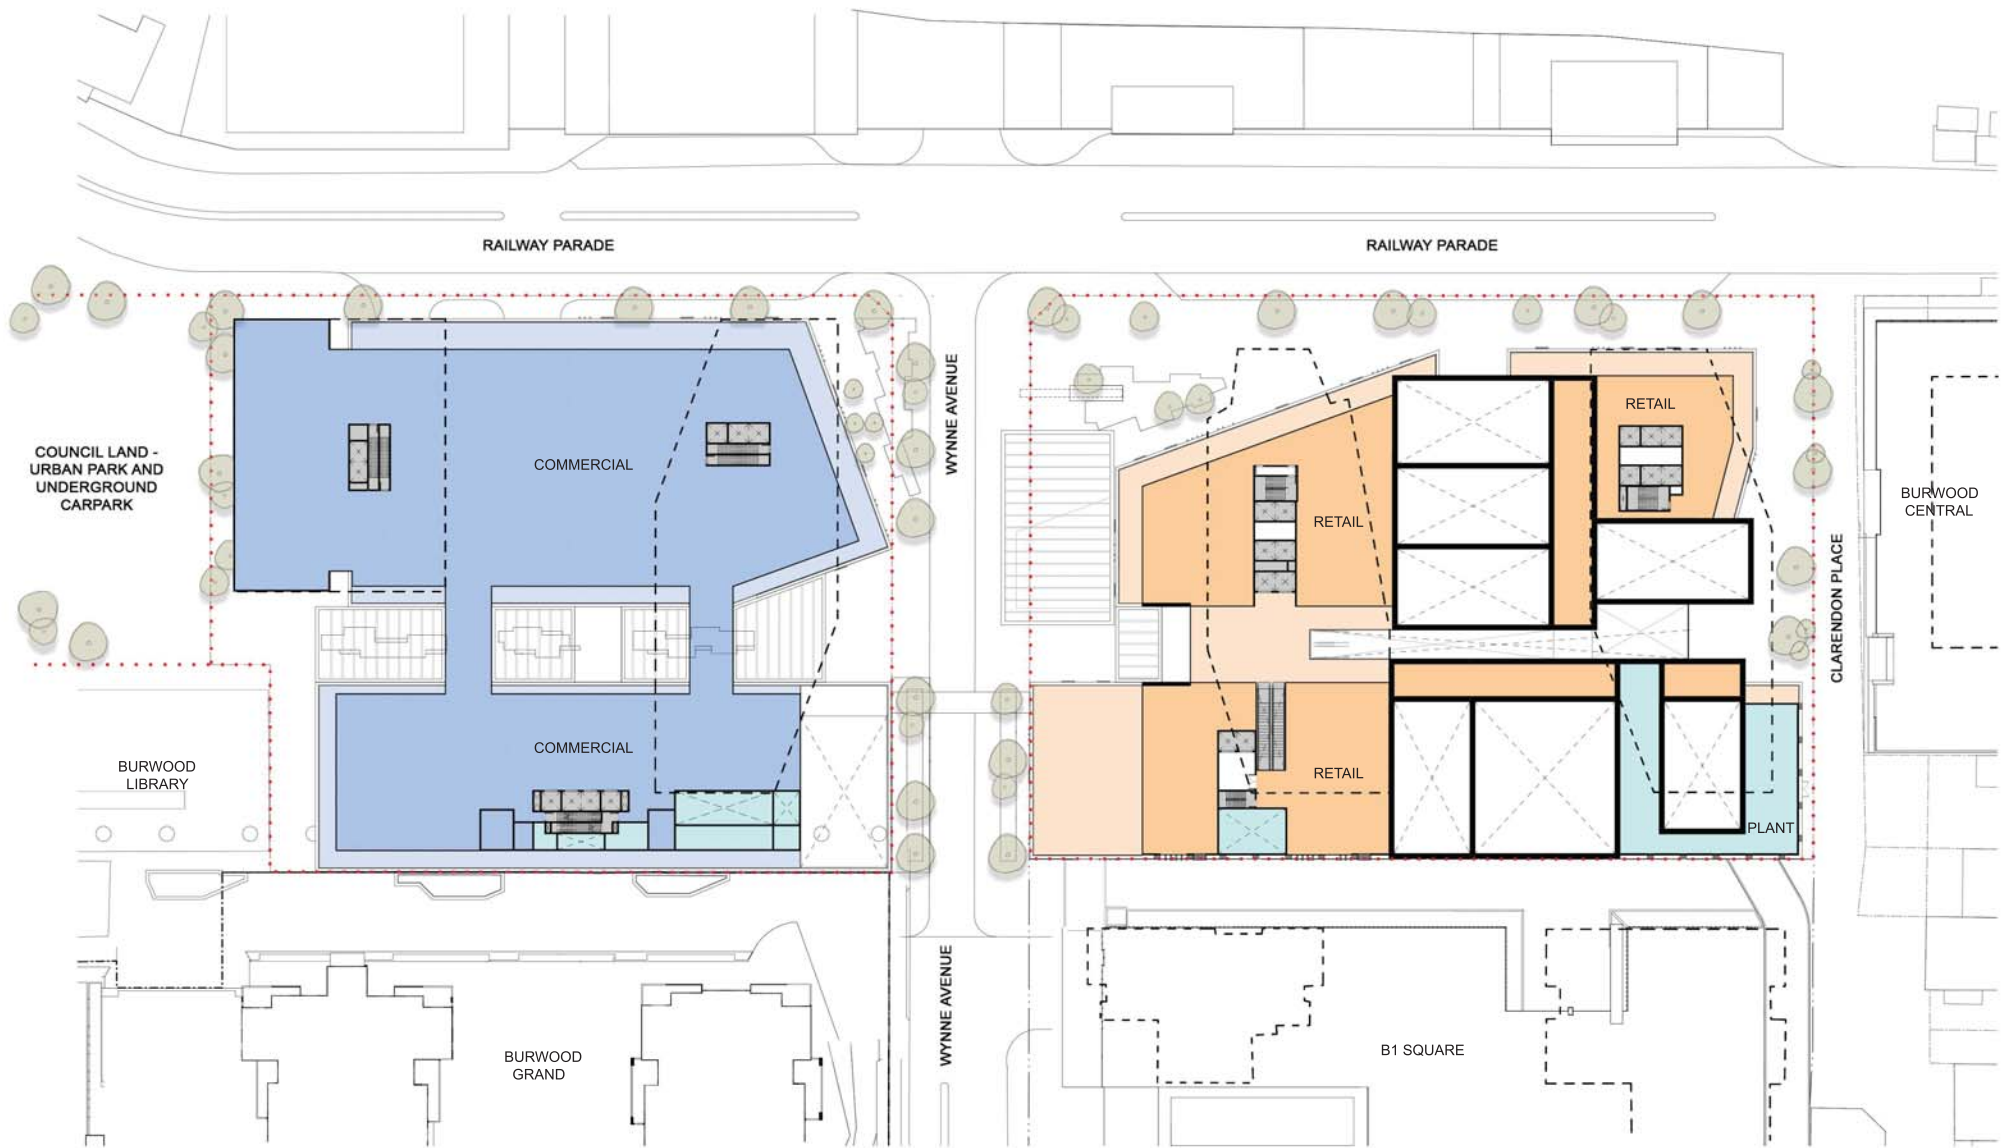 RAILWAY PARADE
RAILWAY PARADE
WYNNE AVENUE
RETAIL
COUNCIL LAND -
URBAN PARK AND
UNDERGROUND
CARPARK
COMMERCIAL
BURWOOD
CENTRAL
RETAIL
CLARENDON PLACE
COMMERCIAL
BURWOOD
LIBRARY
RETAIL
PLANT
WYNNE AVENUE
BURWOOD
GRAND
B1 SQUARE